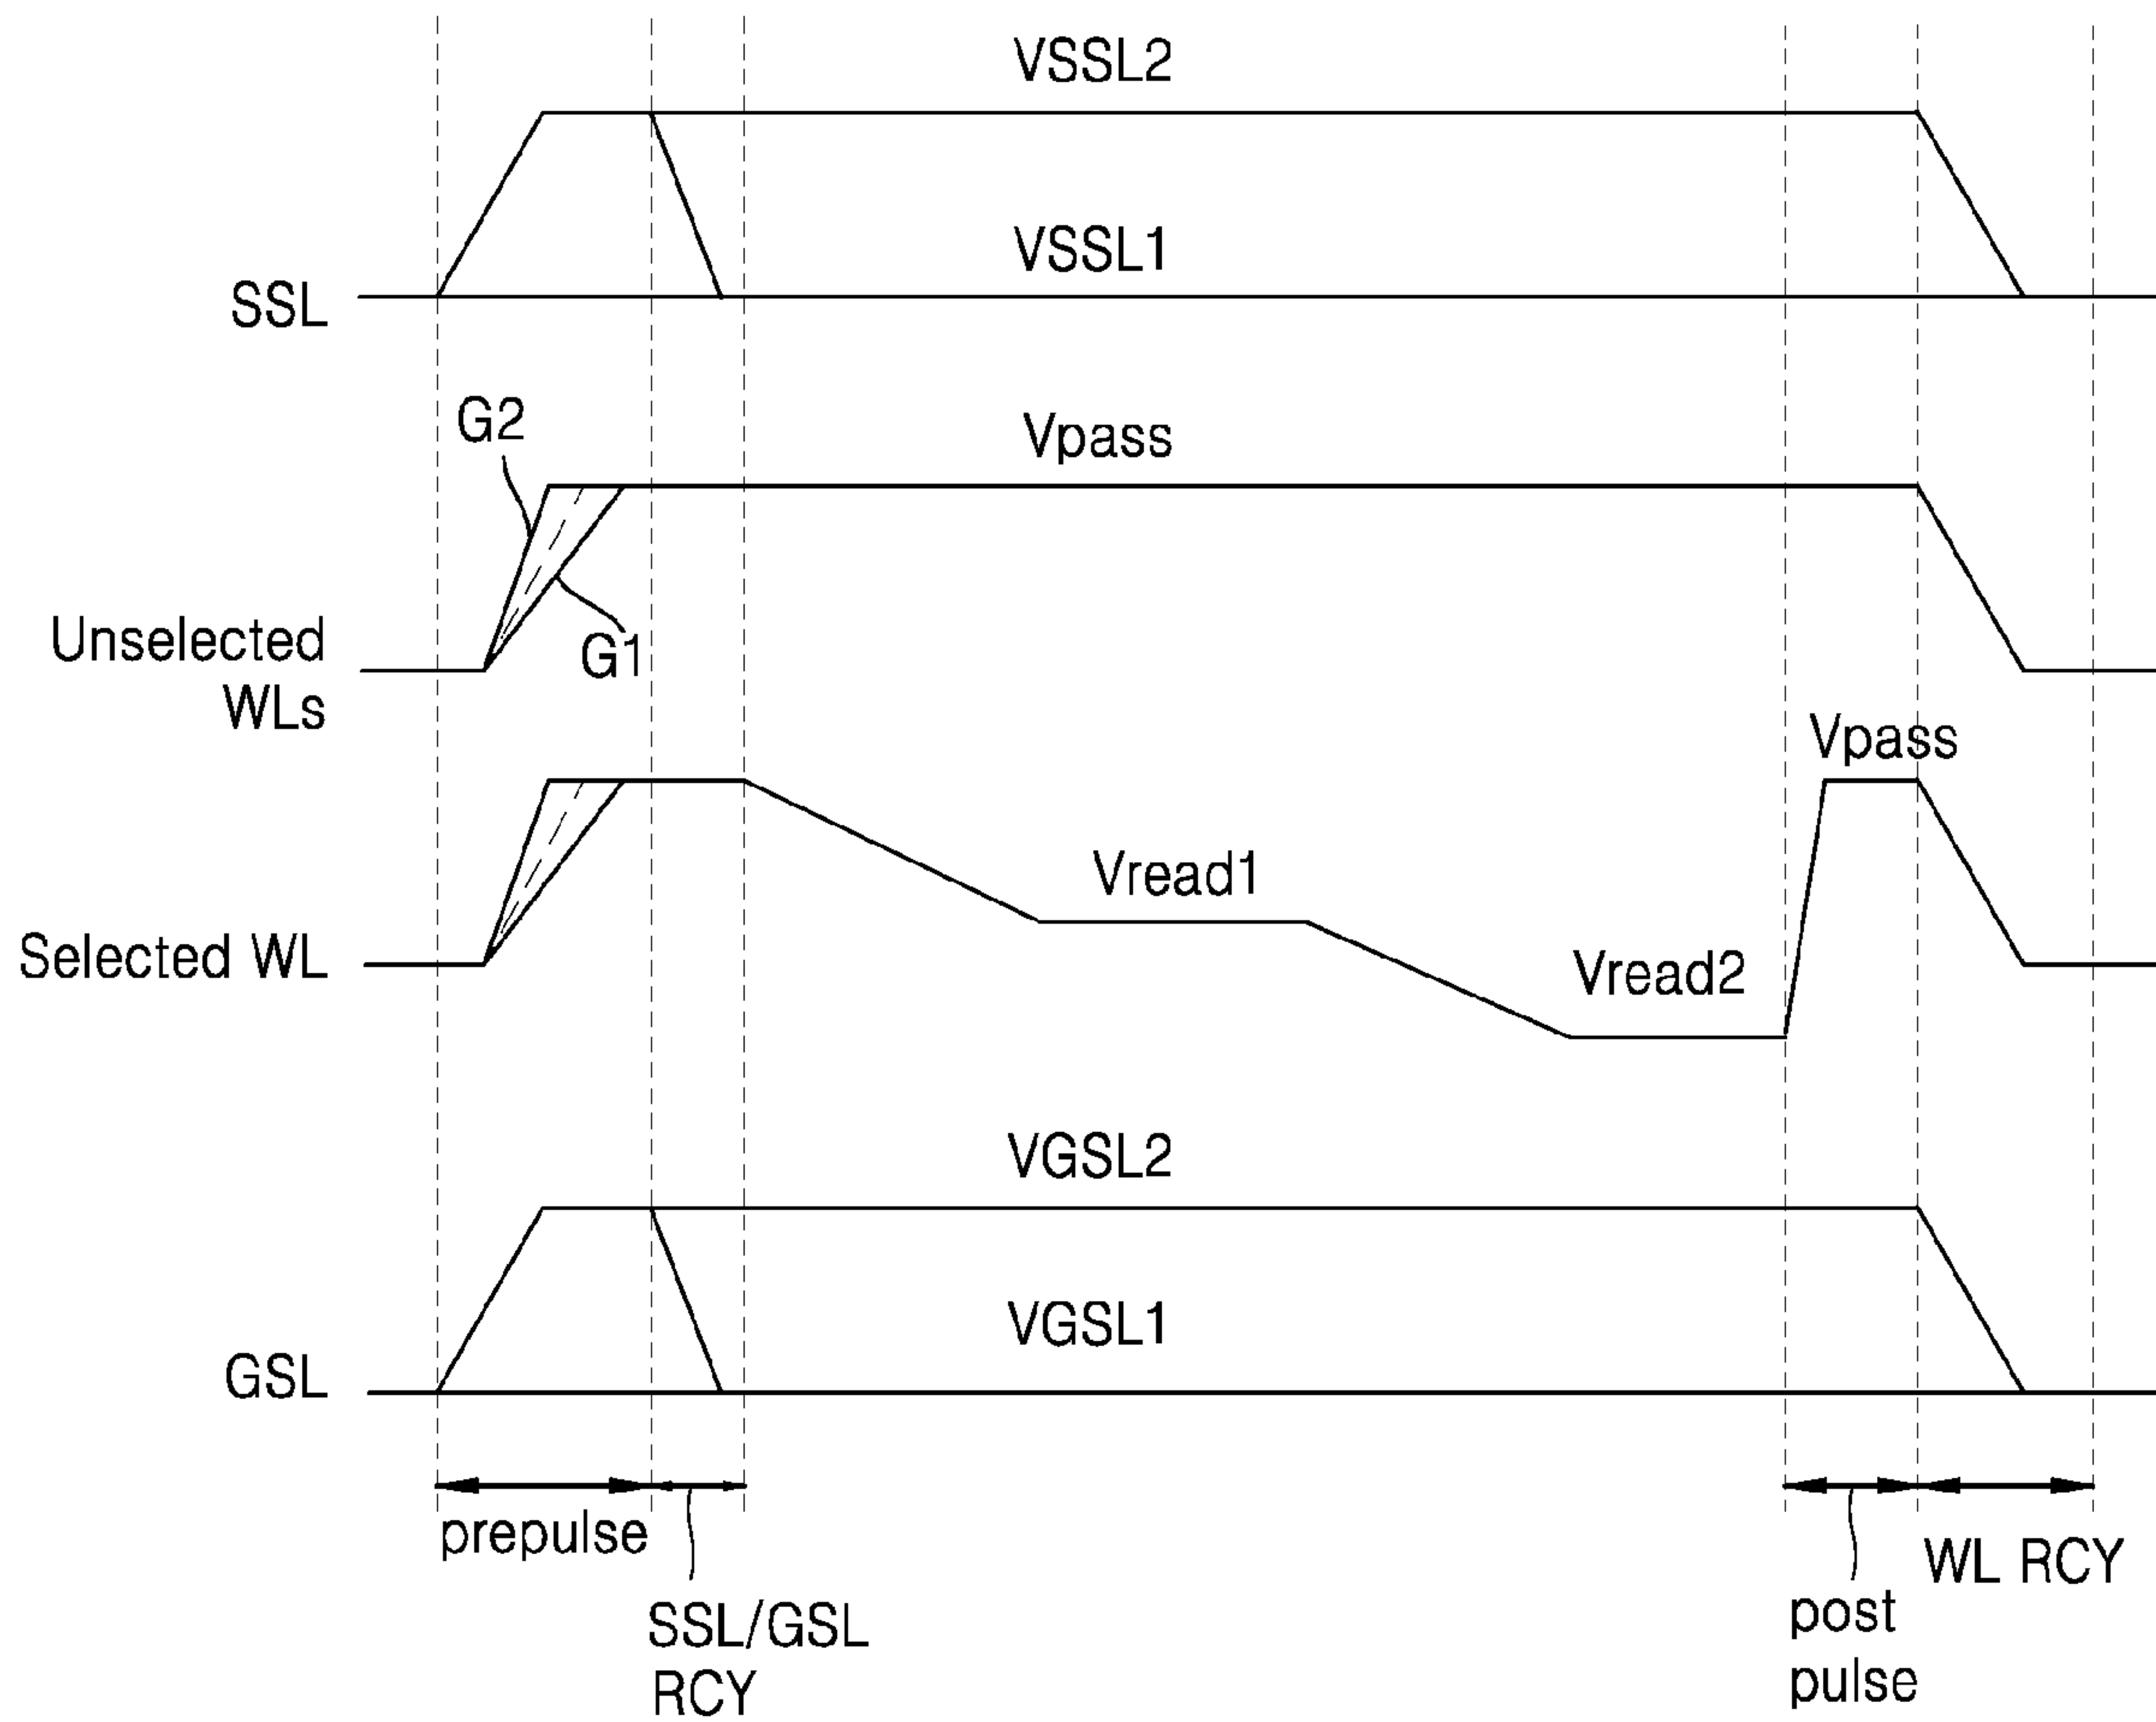 VSSL2
VSSL1
SSL
G2
Vpass
G1
Unselected
WLs
Vpass
Vread1
Selected WL
Vread2
VGSL2
VGSL1
GSL
prepulse
SSL/GSL
RCY
post
pulse
WL RCY